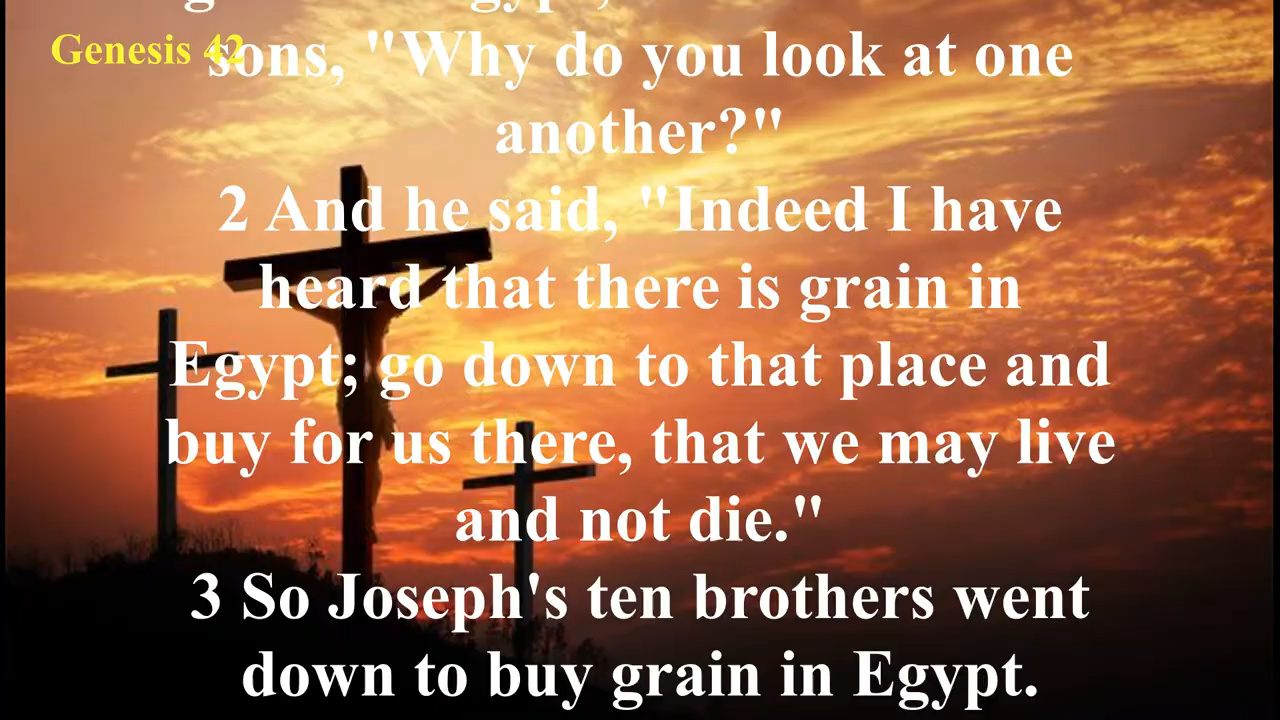 Genesis 42
sons, "Why do you look at one
another?"
2 And he said, "Indeed I have
heard that there is grain in
Egypt; go down to that place and
buy for us there, that we may live
and not die."
3 So Joseph's ten brothers went
down to buy grain in Egypt.